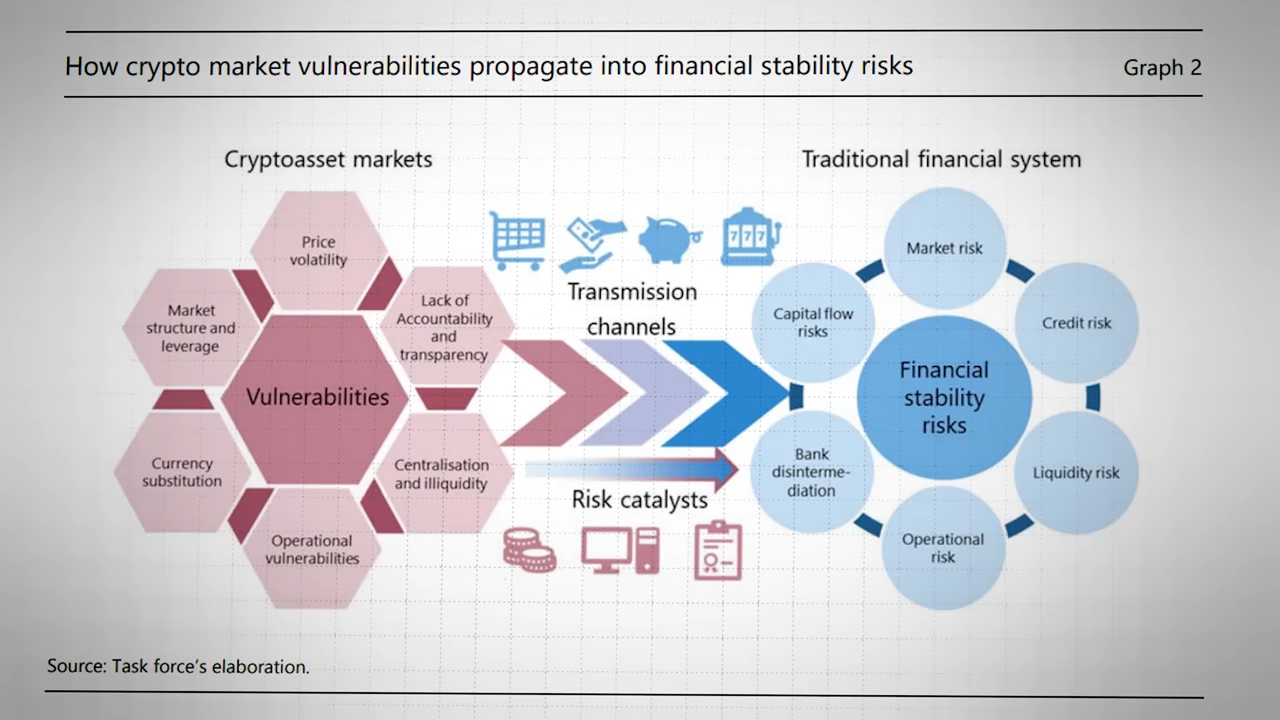 How crypto market vulnerabilities propagate into financial stability risks
Graph 2
Cryptoasset markets
Price
volatility
Lack of
Accountability
and
transparency
Centralisation
and illiquidity
Operational
vulnerabilities
Currency
substitution
Market
structure and
leverage
Vulnerabilities
777
Transmission
channels
Risk catalysts
Traditional financial system
Market risk
Credit risk
Liquidity risk
Operational
risk
Bank
disinterme-
diation
Capital flow
risks
Financial
stability
risks
Source: Task force’s elaboration.